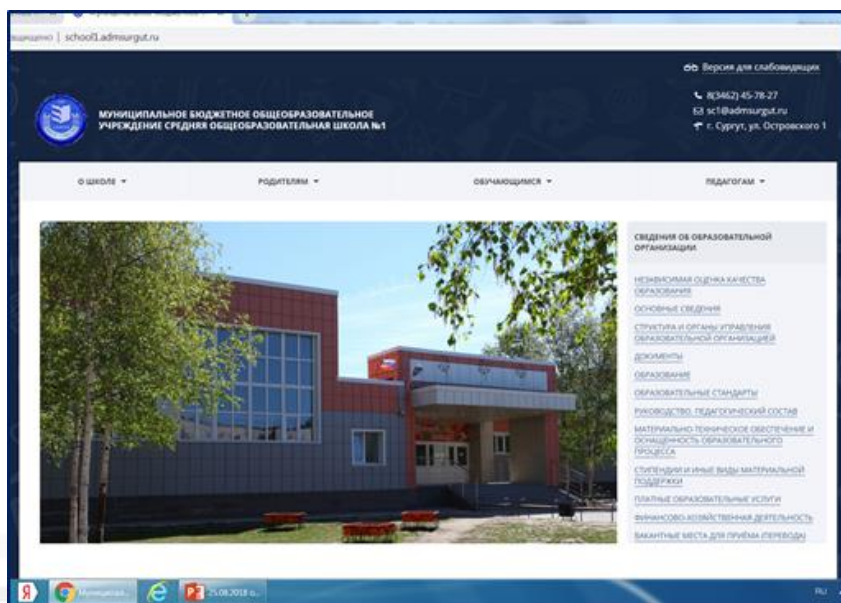 school1.admsurgut.ru
Версия для слабовидящих
8(3462) 45-78-27
sc1@admsurgut.ru
г. Сургут, ул. Островского 1
МУНИЦИПАЛЬНОЕ БЮДЖЕТНОЕ ОБЩЕОБРАЗОВАТЕЛЬНОЕ
УЧРЕЖДЕНИЕ СРЕДНЯЯ ОБЩЕОБРАЗОВАТЕЛЬНАЯ ШКОЛА №1
О ШКОЛЕ
РОДИТЕЛЯМ
ОБУЧАЮЩИМСЯ
ПЕДАГОГАМ
СВЕДЕНИЯ ОБ ОБРАЗОВАТЕЛЬНОЙ
ОРГАНИЗАЦИИ
НЕЗАВИСИМАЯ ОЦЕНКА КАЧЕСТВА
ОБРАЗОВАНИЯ
ОСНОВНЫЕ СВЕДЕНИЯ
СТРУКТУРА И ОРГАНЫ УПРАВЛЕНИЯ
ОБРАЗОВАТЕЛЬНОЙ ОРГАНИЗАЦИЕЙ
ДОКУМЕНТЫ
ОБРАЗОВАНИЕ
ОБРАЗОВАТЕЛЬНЫЕ СТАНДАРТЫ
РУКОВОДСТВО. ПЕДАГОГИЧЕСКИЙ СОСТАВ
МАТЕРИАЛЬНО-ТЕХНИЧЕСКОЕ ОБЕСПЕЧЕНИЕ И
ОСНАЩЕННОСТЬ ОБРАЗОВАТЕЛЬНОГО
ПРОЦЕССА
СТИПЕНДИИ И ИНЫЕ ВИДЫ МАТЕРИАЛЬНОЙ
ПОДДЕРЖКИ
ПЛАТНЫЕ ОБРАЗОВАТЕЛЬНЫЕ УСЛУГИ
ФИНАНСОВО-ХОЗЯЙСТВЕННАЯ ДЕЯТЕЛЬНОСТЬ
ВАКАНТНЫЕ МЕСТА ДЛЯ ПРИЁМА (ПЕРЕВОДА)
Я
25.08.2018 о...
RU